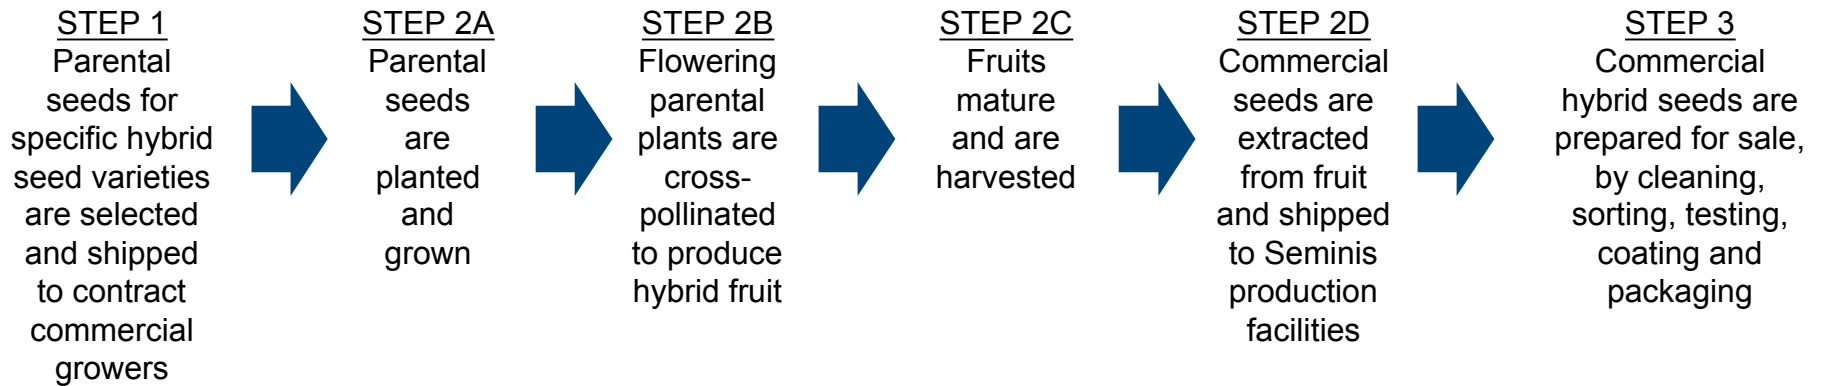 STEP 1
Parental
seeds for
specific hybrid
seed varieties
are selected
and shipped
to contract
commercial
growers
STEP 2A
Parental
seeds
are
planted
and
grown
STEP 2B
Flowering
parental
plants are
cross-
pollinated
to produce
hybrid fruit
STEP 2C
Fruits
mature
and are
harvested
STEP 2D
Commercial
seeds are
extracted
from fruit
and shipped
to Seminis
production
facilities
STEP 3
Commercial
hybrid seeds are
prepared for sale,
by cleaning,
sorting, testing,
coating and
packaging